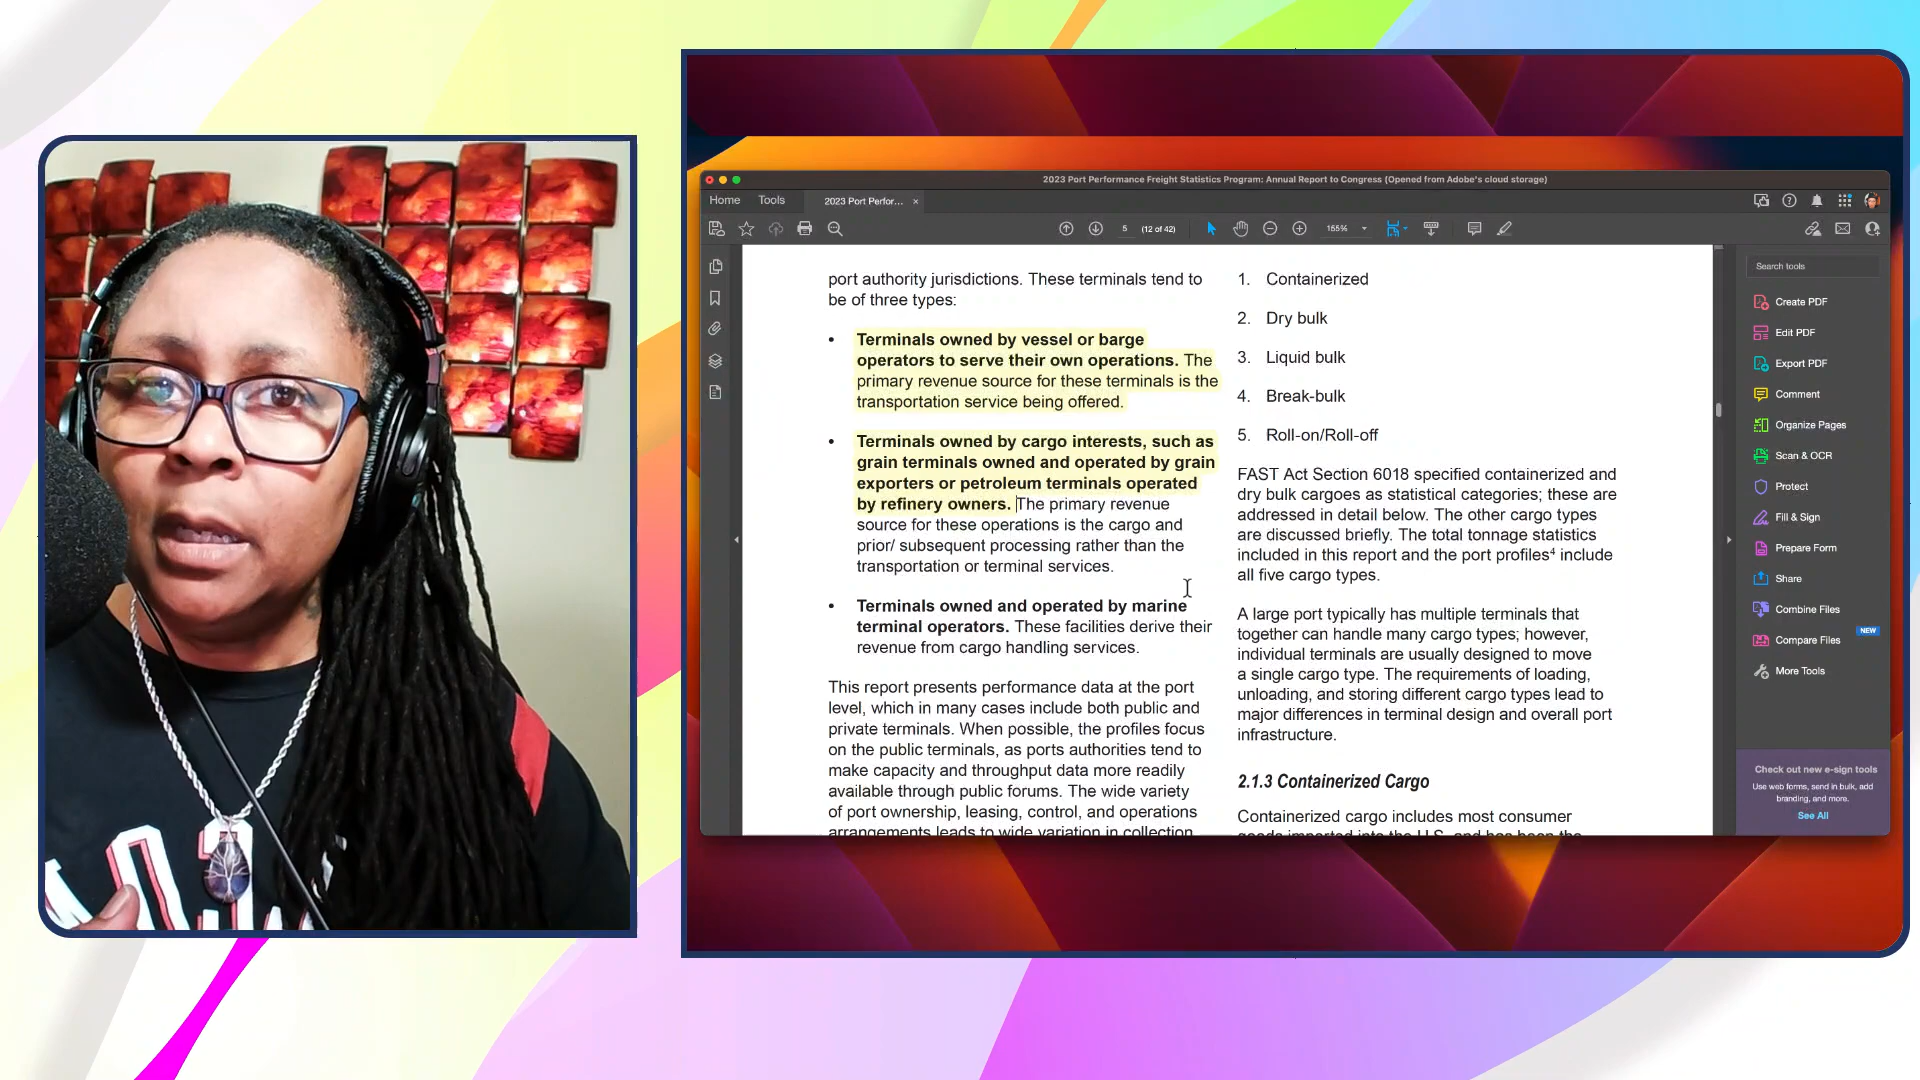 2023 Port Performance Freight Statistics Program: Annual Report to Congress (Opened from Adobe's cloud storage)
Home
Tools
2023 Port Perfor...
5
(12 of 42)
155%
port authority jurisdictions. These terminals tend to
be of three types:
• Terminals owned by vessel or barge
operators to serve their own operations. The
primary revenue source for these terminals is the
transportation service being offered.
• Terminals owned by cargo interests, such as
grain terminals owned and operated by grain
exporters or petroleum terminals operated
by refinery owners. The primary revenue
source for these operations is the cargo and
prior/ subsequent processing rather than the
transportation or terminal services.
• Terminals owned and operated by marine
terminal operators. These facilities derive their
revenue from cargo handling services.
This report presents performance data at the port
level, which in many cases include both public and
private terminals. When possible, the profiles focus
on the public terminals, as ports authorities tend to
make capacity and throughput data more readily
available through public forums. The wide variety
of port ownership, leasing, control, and operations
arrangements leads to wide variation in collection
1. Containerized
2. Dry bulk
3. Liquid bulk
4. Break-bulk
5. Roll-on/Roll-off
FAST Act Section 6018 specified containerized and
dry bulk cargoes as statistical categories; these are
addressed in detail below. The other cargo types
are discussed briefly. The total tonnage statistics
included in this report and the port profiles⁴ include
all five cargo types.
A large port typically has multiple terminals that
together can handle many cargo types; however,
individual terminals are usually designed to move
a single cargo type. The requirements of loading,
unloading, and storing different cargo types lead to
major differences in terminal design and overall port
infrastructure.
2.1.3 Containerized Cargo
Containerized cargo includes most consumer
goods imported into the U.S. and has been the
Search tools
Create PDF
Edit PDF
Export PDF
Comment
Organize Pages
Scan & OCR
Protect
Fill & Sign
Prepare Form
Share
Combine Files
Compare Files
NEW
More Tools
Check out new e-sign tools
Use web forms, send in bulk, add
branding, and more.
See All